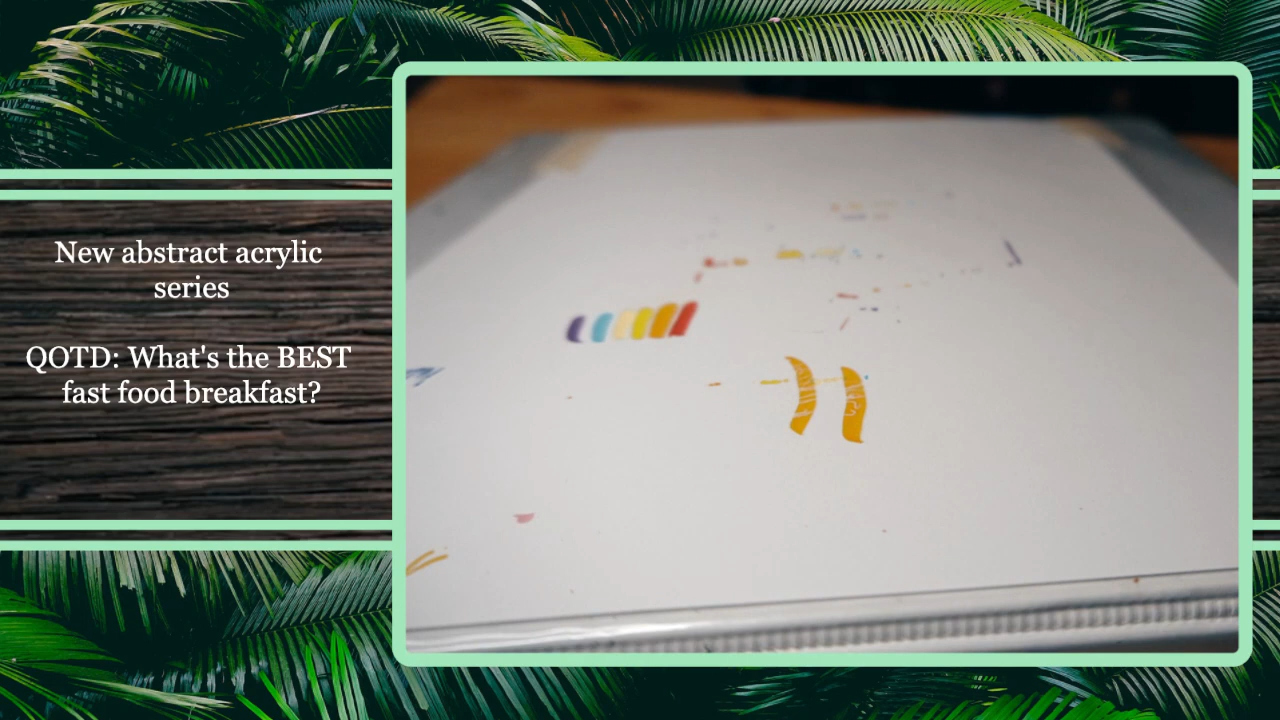 New abstract acrylic
series
QOTD: What's the BEST
fast food breakfast?